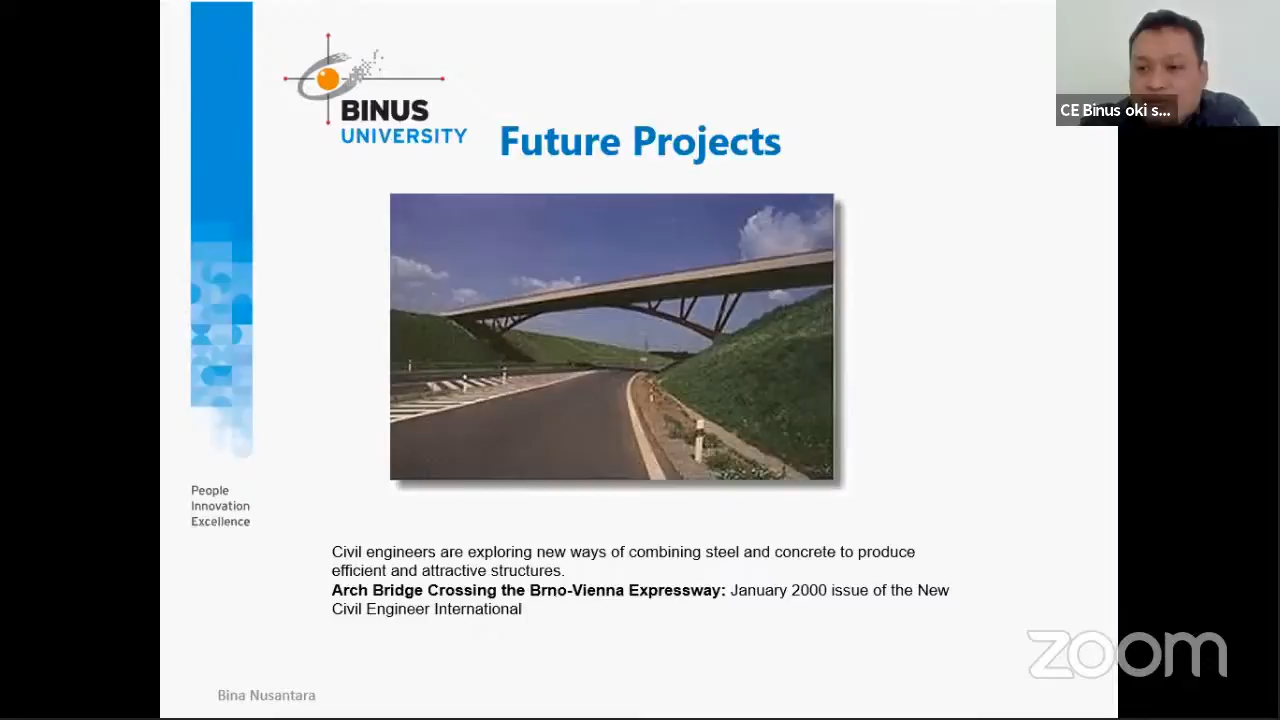 CE Binus oki s...
BINUS
UNIVERSITY
Future Projects
People
Innovation
Excellence
Civil engineers are exploring new ways of combining steel and concrete to produce
efficient and attractive structures.
Arch Bridge Crossing the Brno-Vienna Expressway: January 2000 issue of the New
Civil Engineer International
zoom
Bina Nusantara